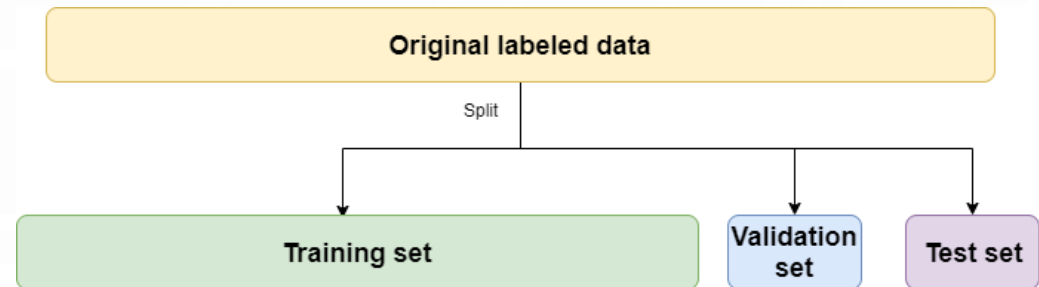 Original labeled data
Split
Training set
Validation
set
Test set